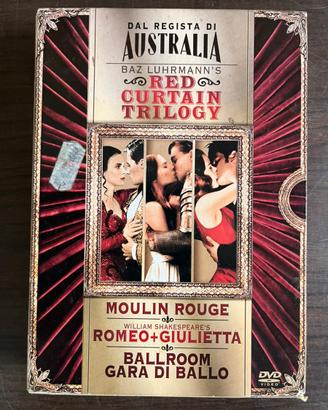 DAL REGISTA DI
AUSTRALIA
BAZ LUHRMANN'S
RED
CURTAIN
TRILOGY
MOULIN ROUGE
WILLIAM SHAKESPEARE'S
ROMEO+GIULIETTA
BALLROOM
GARA DI BALLO
DVD
VIDEO